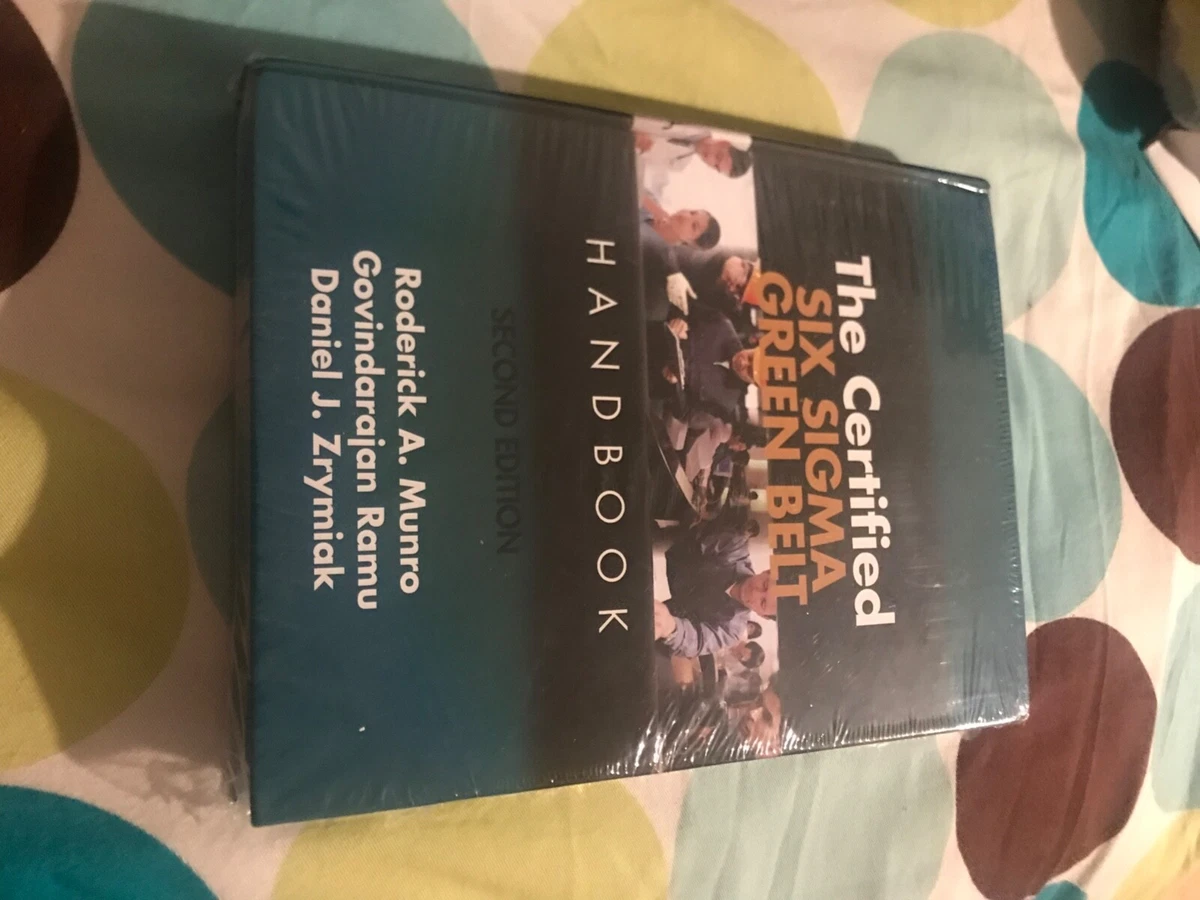 The Certified
SIX SIGMA
GREEN BELT
HANDBOOK
SECOND EDITION
Roderick A. Munro
Govindarajan Ramu
Daniel J. Zrymiak